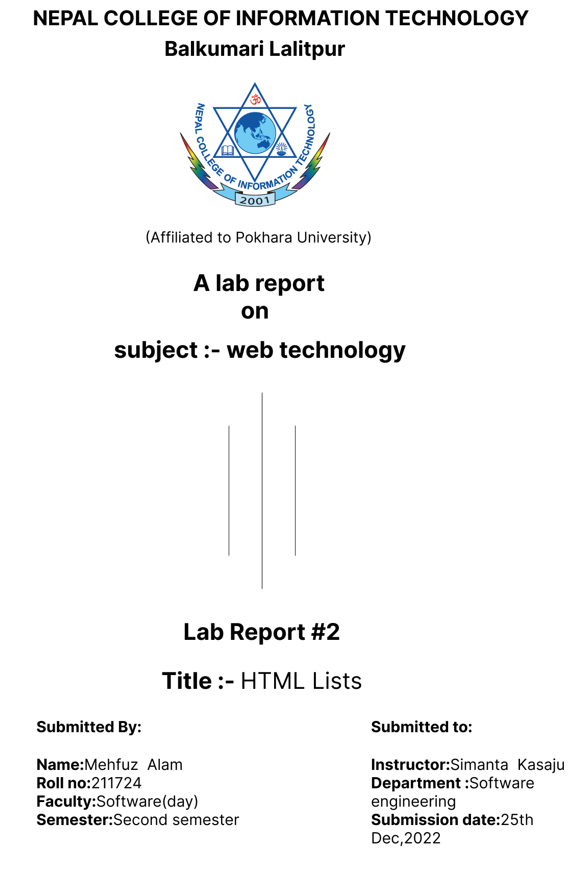 NEPAL COLLEGE OF INFORMATION TECHNOLOGY
Balkumari Lalitpur
ॐ
NEPAL COLLEGE OF INFORMATION TECHNOLOGY
2001
(Affiliated to Pokhara University)
A lab report
on
subject :- web technology
Lab Report #2
Title :- HTML Lists
Submitted By:
Name:Mehfuz  Alam
Roll no:211724
Faculty:Software(day)
Semester:Second semester
Submitted to:
Instructor:Simanta  Kasaju
Department :Software
engineering
Submission date:25th
Dec,2022